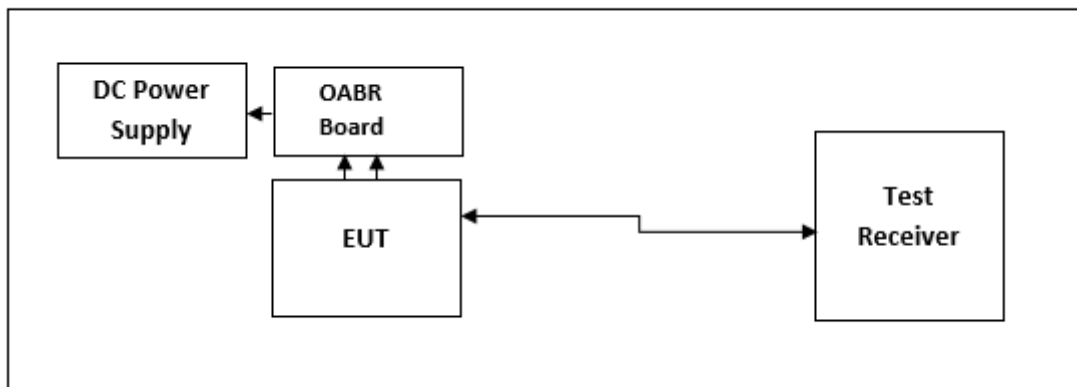 DC Power
Supply
OABR
Board
EUT
Test
Receiver